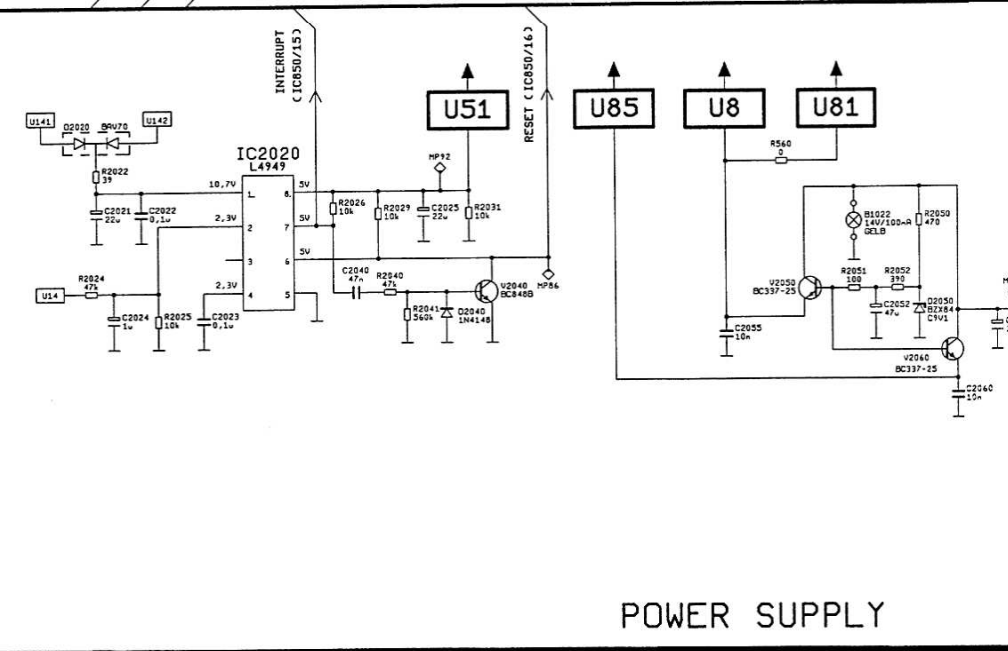 INTERRUPT
(IC850/15)
RESET (IC850/16)
U51
U85
U8
U81
U141
D2020
BAV70
U142
R2022
39
IC2020
L4949
MP92
R560
0
10,7V
1
8
5V
C2021
22u
C2022
0,1u
R2026
10k
R2029
10k
C2025
22u
R2031
10k
2,3V
2
7
5V
3
6
5V
B1022
14V/100mA
GELB
R2050
470
U14
R2024
47k
2,3V
4
5
C2040
47n
R2040
47k
V2040
BC848B
MP86
V2050
BC337-25
R2051
100
R2052
390
C2024
1u
R2025
10k
C2023
0,1u
R2041
560k
D2040
1N4148
C2052
47u
D2050
BZX84
C9V1
C2055
10n
V2060
BC337-25
C2060
10n
POWER SUPPLY